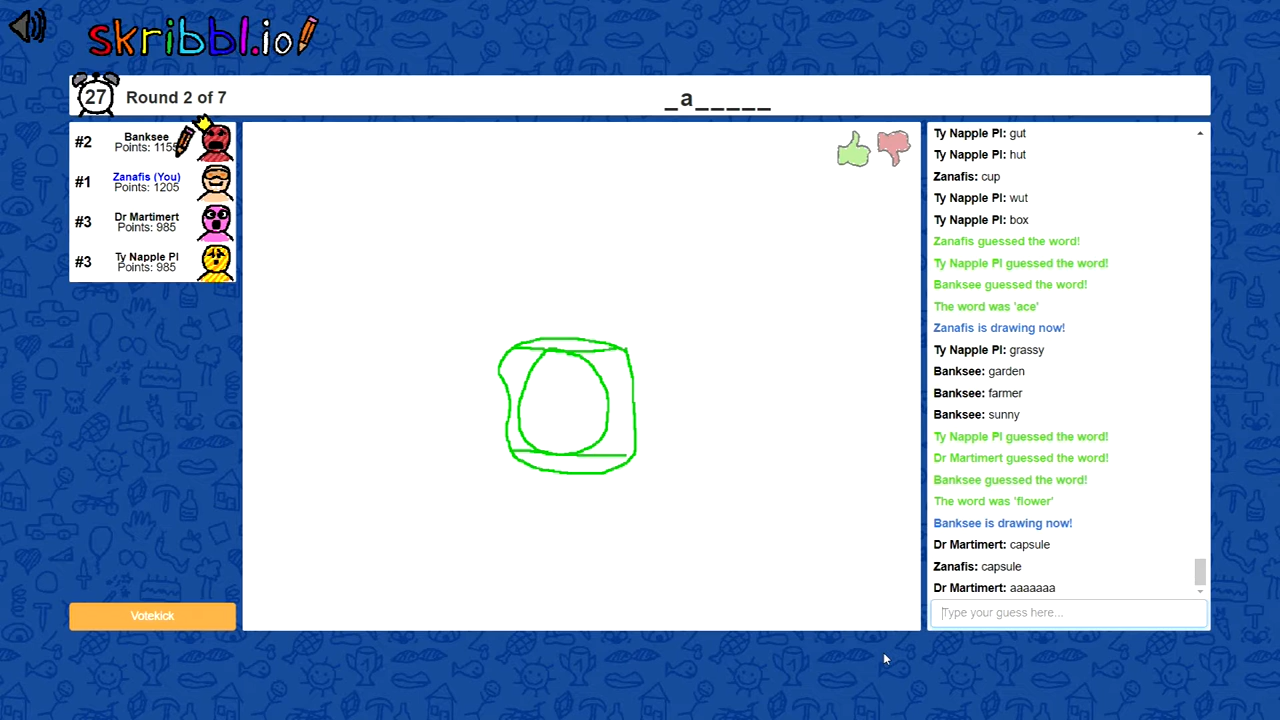 skribbl.io
27
Round 2 of 7
_a_____
#2
Banksee
Points: 1155
#1
Zanafis (You)
Points: 1205
#3
Dr Martimert
Points: 985
#3
Ty Napple Pl
Points: 985
Votekick
Ty Napple Pl: gut
Ty Napple Pl: hut
Zanafis: cup
Ty Napple Pl: wut
Ty Napple Pl: box
Zanafis guessed the word!
Ty Napple Pl guessed the word!
Banksee guessed the word!
The word was 'ace'
Zanafis is drawing now!
Ty Napple Pl: grassy
Banksee: garden
Banksee: farmer
Banksee: sunny
Ty Napple Pl guessed the word!
Dr Martimert guessed the word!
Banksee guessed the word!
The word was 'flower'
Banksee is drawing now!
Dr Martimert: capsule
Zanafis: capsule
Dr Martimert: aaaaaaa
Type your guess here...